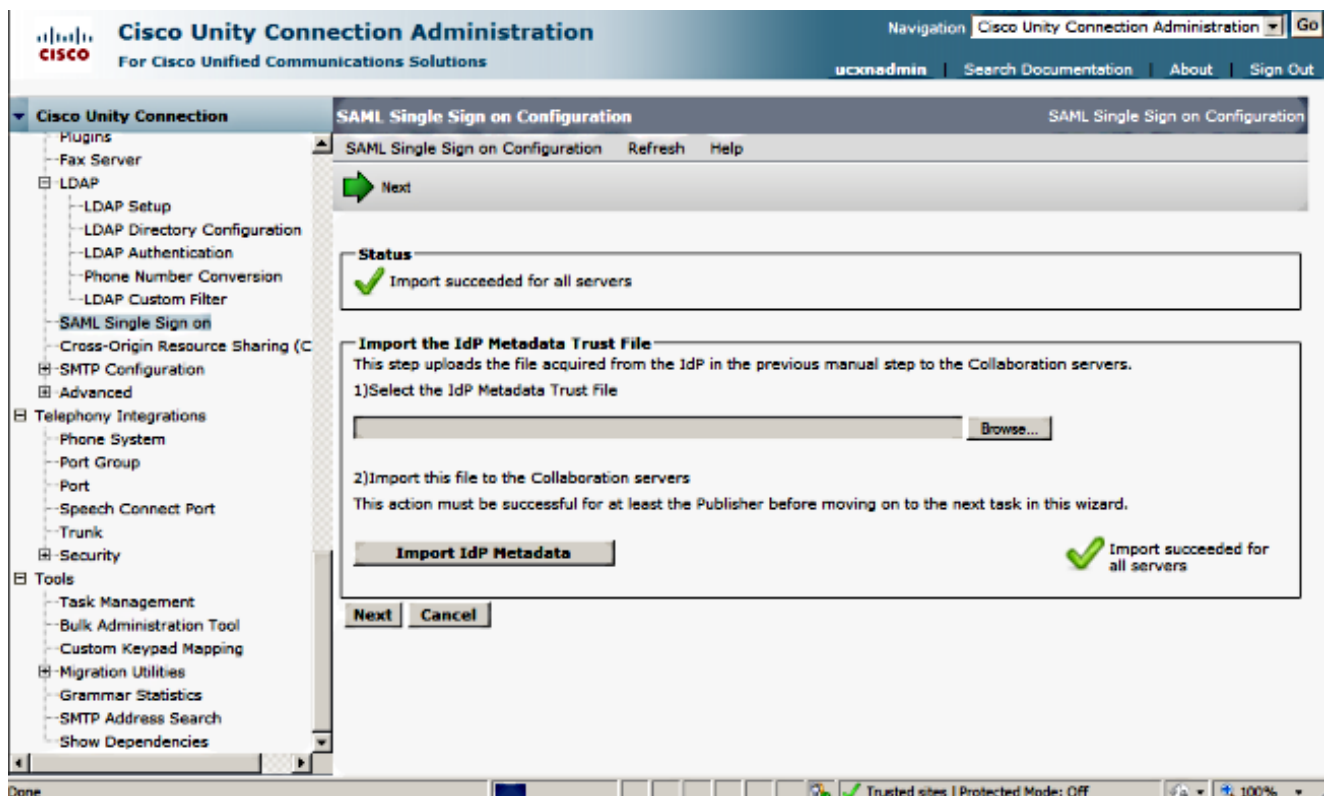 Cisco Unity Connection Administration
For Cisco Unified Communications Solutions
CISCO
Navigation Cisco Unity Connection Administration Go
ucxnadmin | Search Documentation | About | Sign Out
Cisco Unity Connection
Plugins
Fax Server
LDAP
LDAP Setup
LDAP Directory Configuration
LDAP Authentication
Phone Number Conversion
LDAP Custom Filter
SAML Single Sign on
Cross-Origin Resource Sharing (C
SMTP Configuration
Advanced
Telephony Integrations
Phone System
Port Group
Port
Speech Connect Port
Trunk
Security
Tools
Task Management
Bulk Administration Tool
Custom Keypad Mapping
Migration Utilities
Grammar Statistics
SMTP Address Search
Show Dependencies
SAML Single Sign on Configuration
SAML Single Sign on Configuration
SAML Single Sign on Configuration Refresh Help
Next
Status
Import succeeded for all servers
Import the IdP Metadata Trust File
This step uploads the file acquired from the IdP in the previous manual step to the Collaboration servers.
1)Select the IdP Metadata Trust File
Browse...
2)Import this file to the Collaboration servers
This action must be successful for at least the Publisher before moving on to the next task in this wizard.
Import IdP Metadata
Import succeeded for
all servers
Next Cancel
Done
Trusted sites | Protected Mode: Off
100%